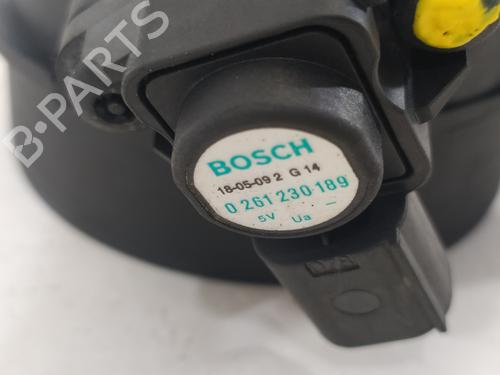 B-PARTS
BOSCH
18-05-09 2 G 14
0 261 230 189
5V Ua –